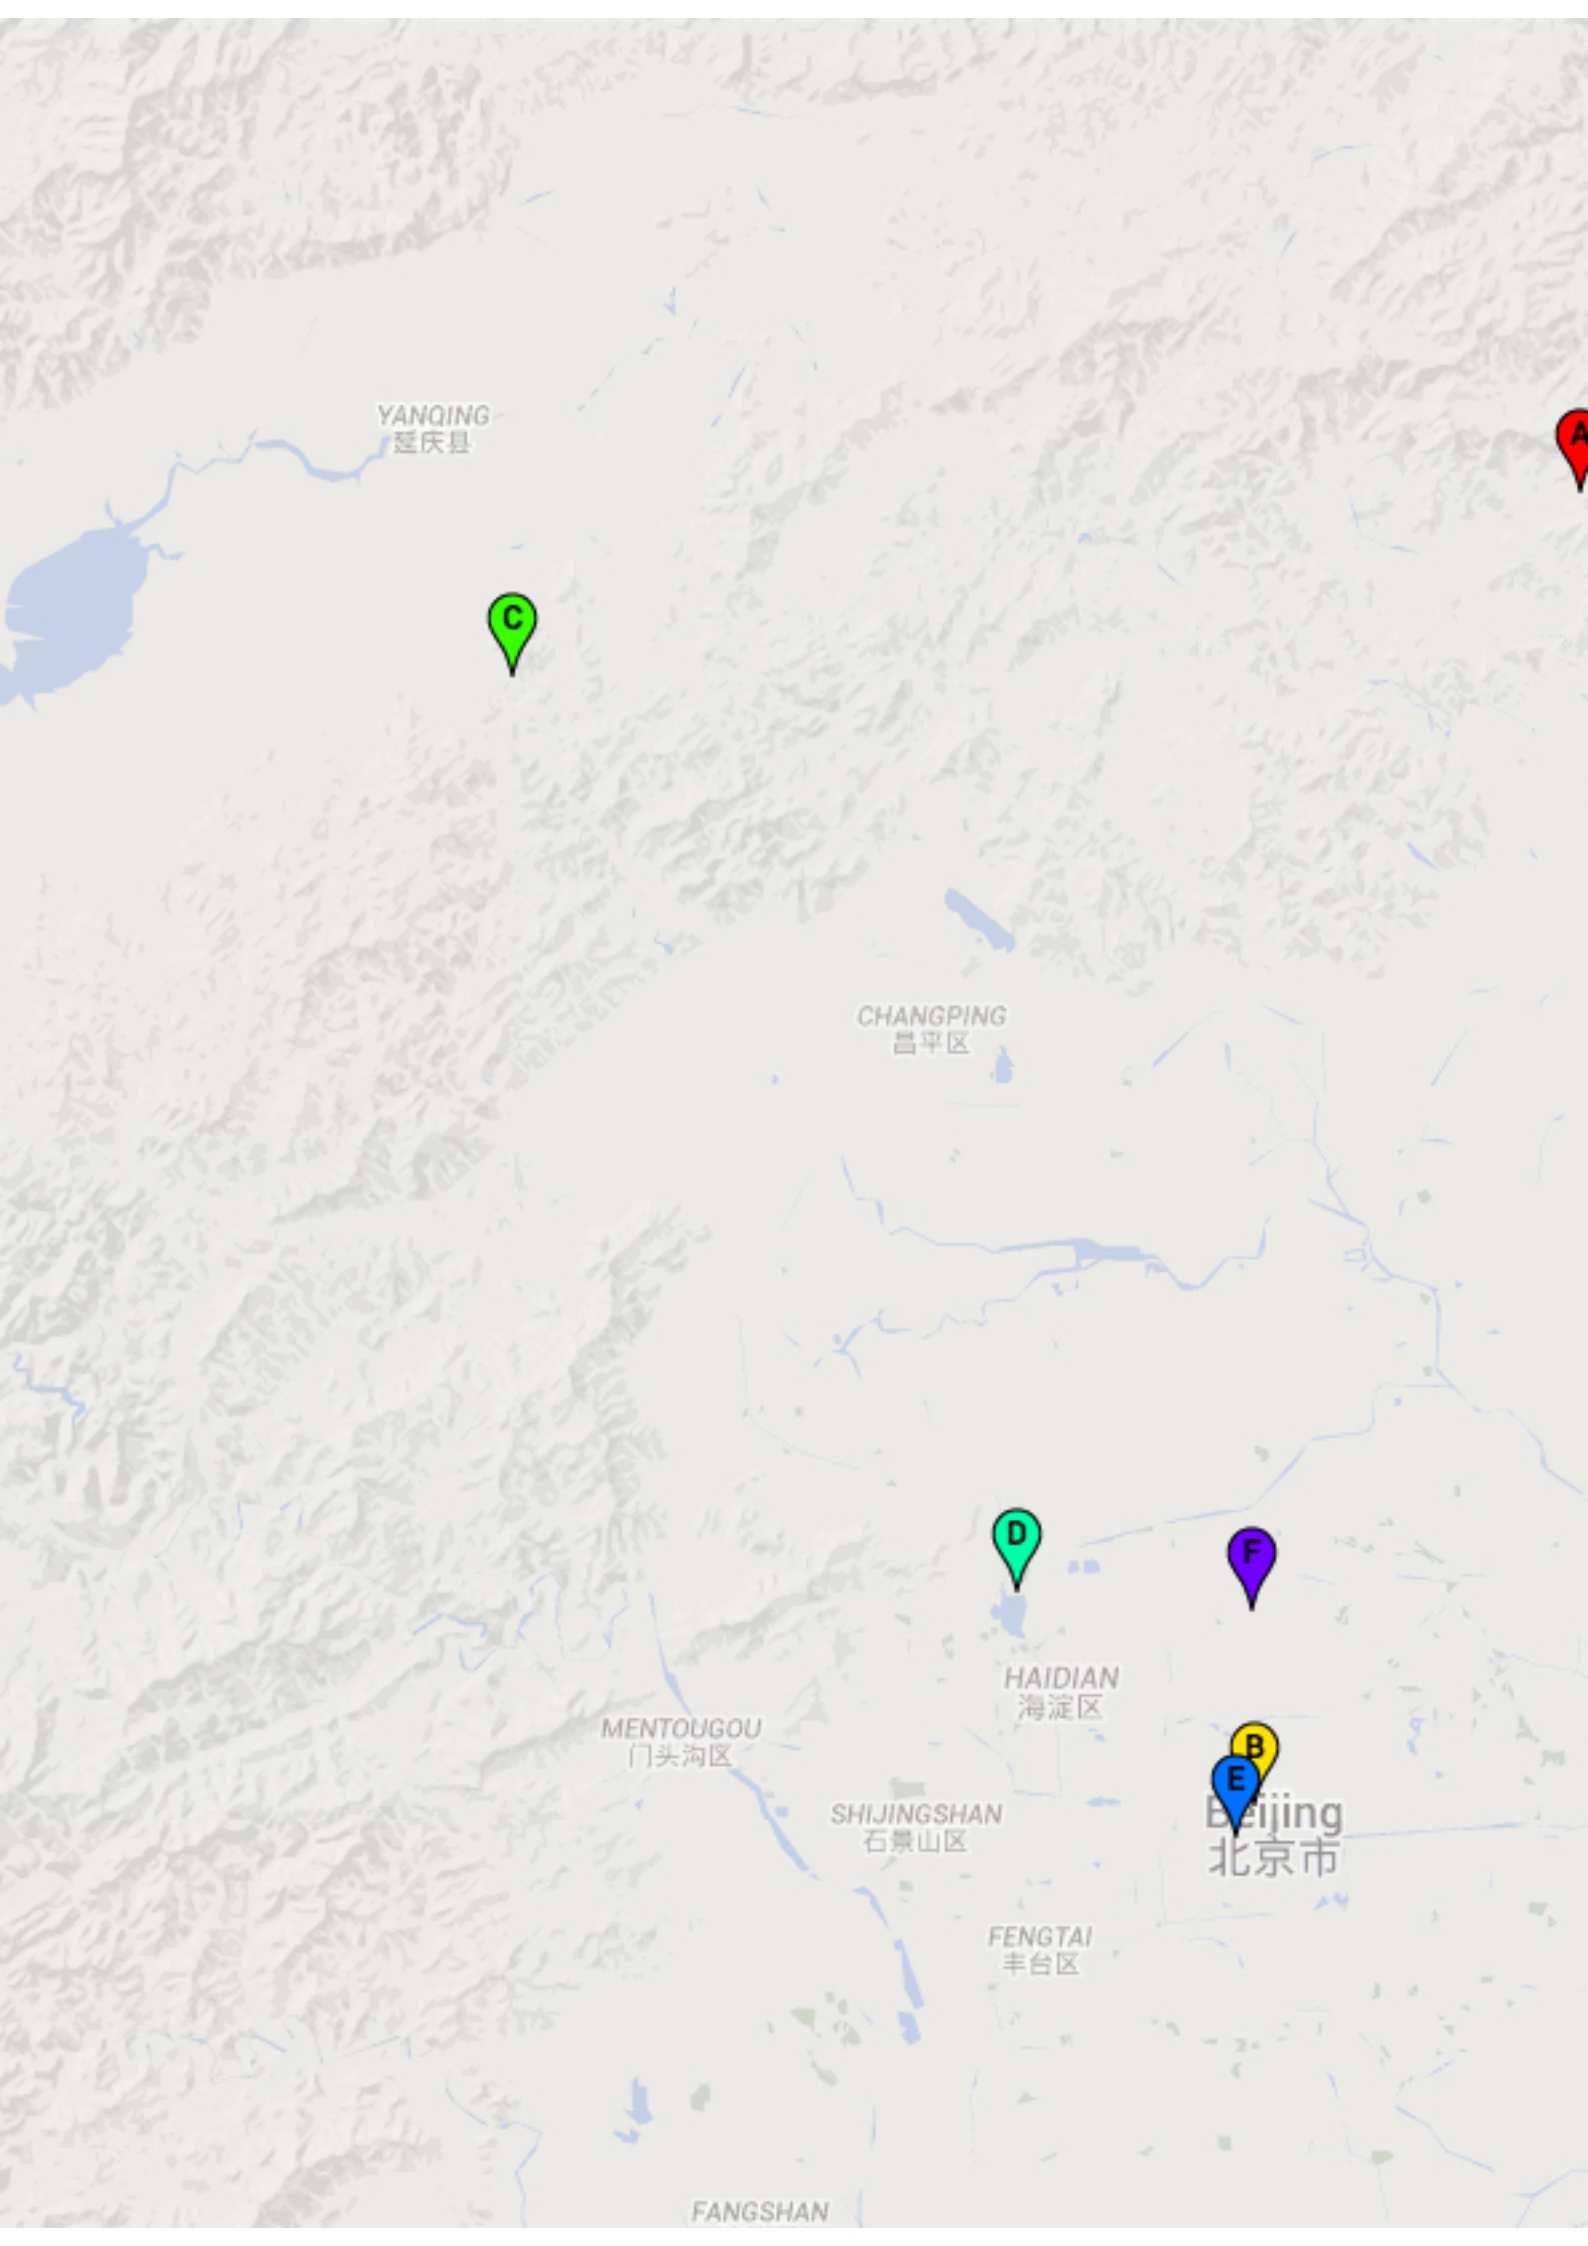 YANQING
延庆县
A
C
CHANGPING
昌平区
D
F
HAIDIAN
海淀区
MENTOUGOU
门头沟区
B
E
Beijing
北京市
SHIJINGSHAN
石景山区
FENGTAI
丰台区
FANGSHAN